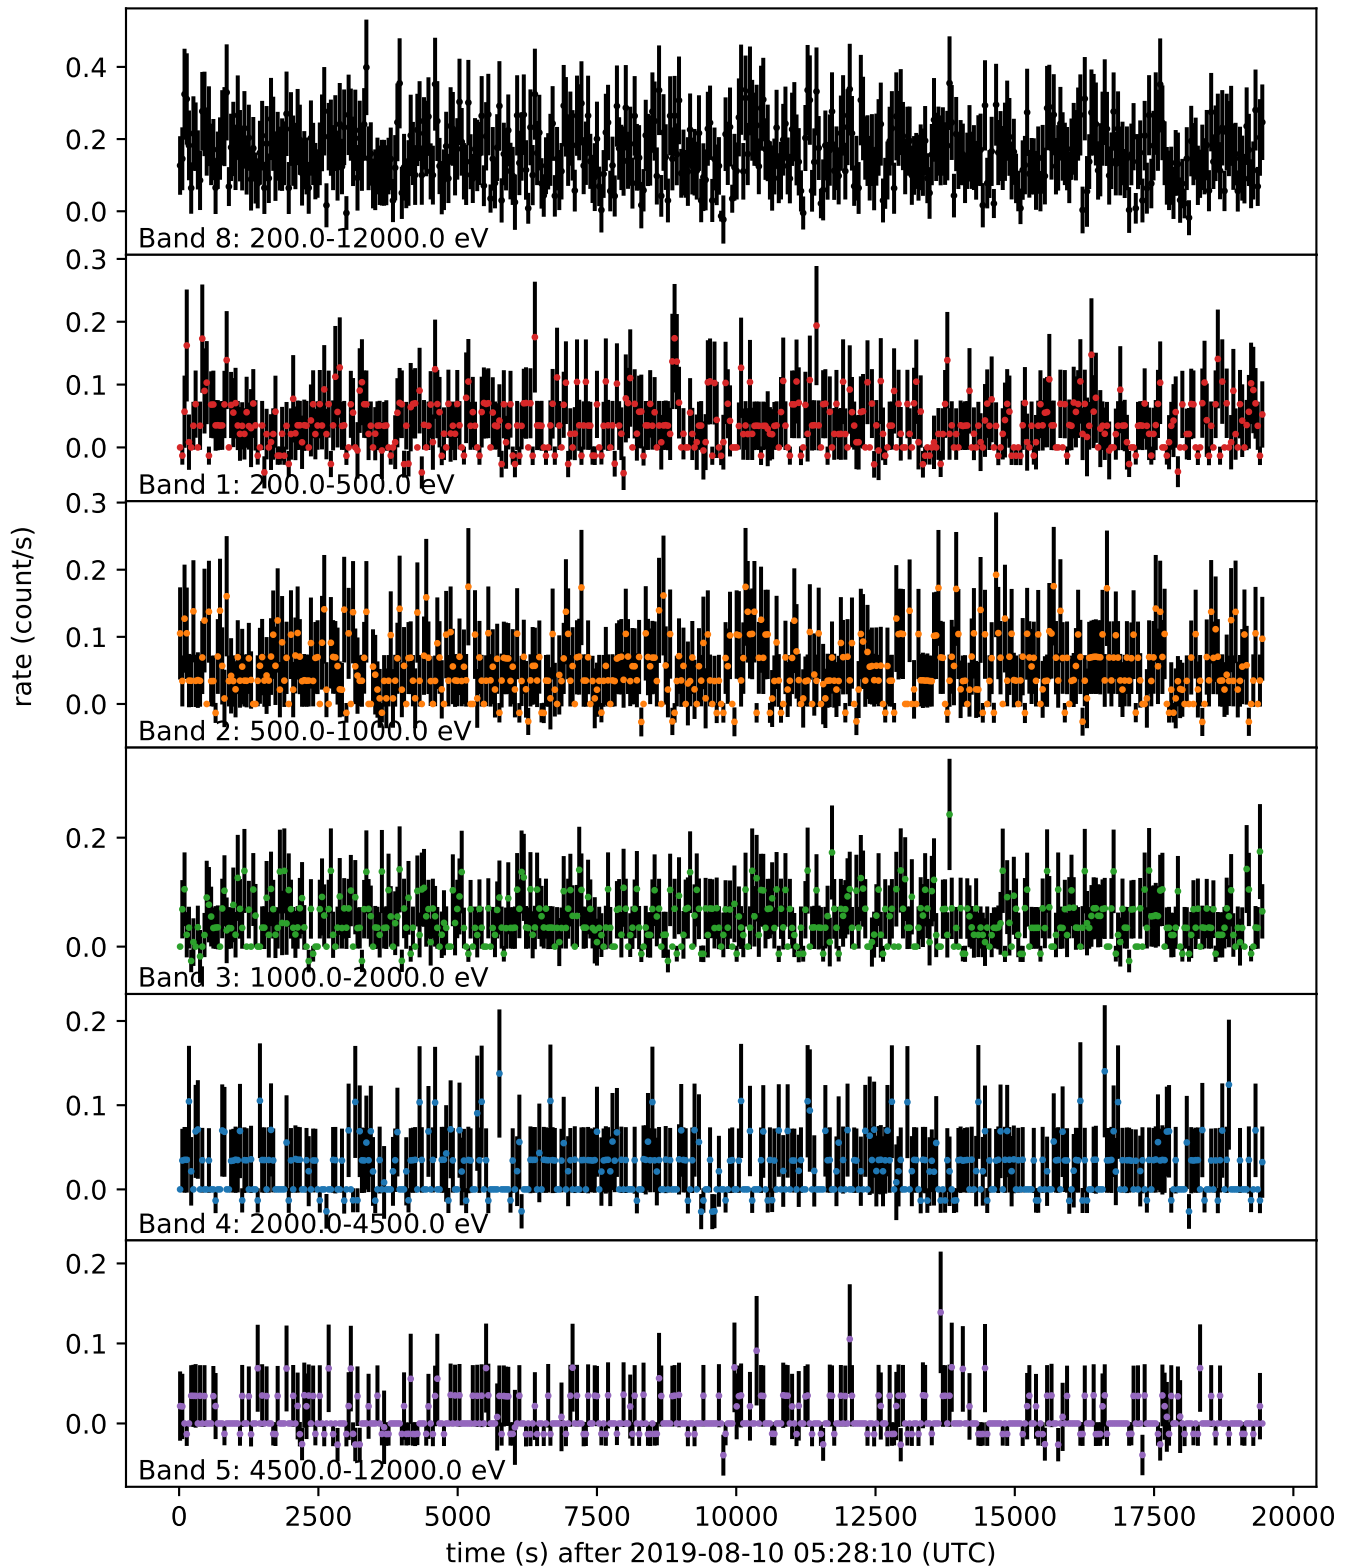 0.4
0.2
0.0
Band 8: 200.0-12000.0 eV
0.3
0.2
0.1
0.0
Band 1: 200.0-500.0 eV
0.3
0.2
0.1
0.0
Band 2: 500.0-1000.0 eV
rate (count/s)
0.2
0.0
Band 3: 1000.0-2000.0 eV
0.2
0.1
0.0
Band 4: 2000.0-4500.0 eV
0.2
0.1
0.0
Band 5: 4500.0-12000.0 eV
0 2500 5000 7500 10000 12500 15000 17500 20000
time (s) after 2019-08-10 05:28:10 (UTC)